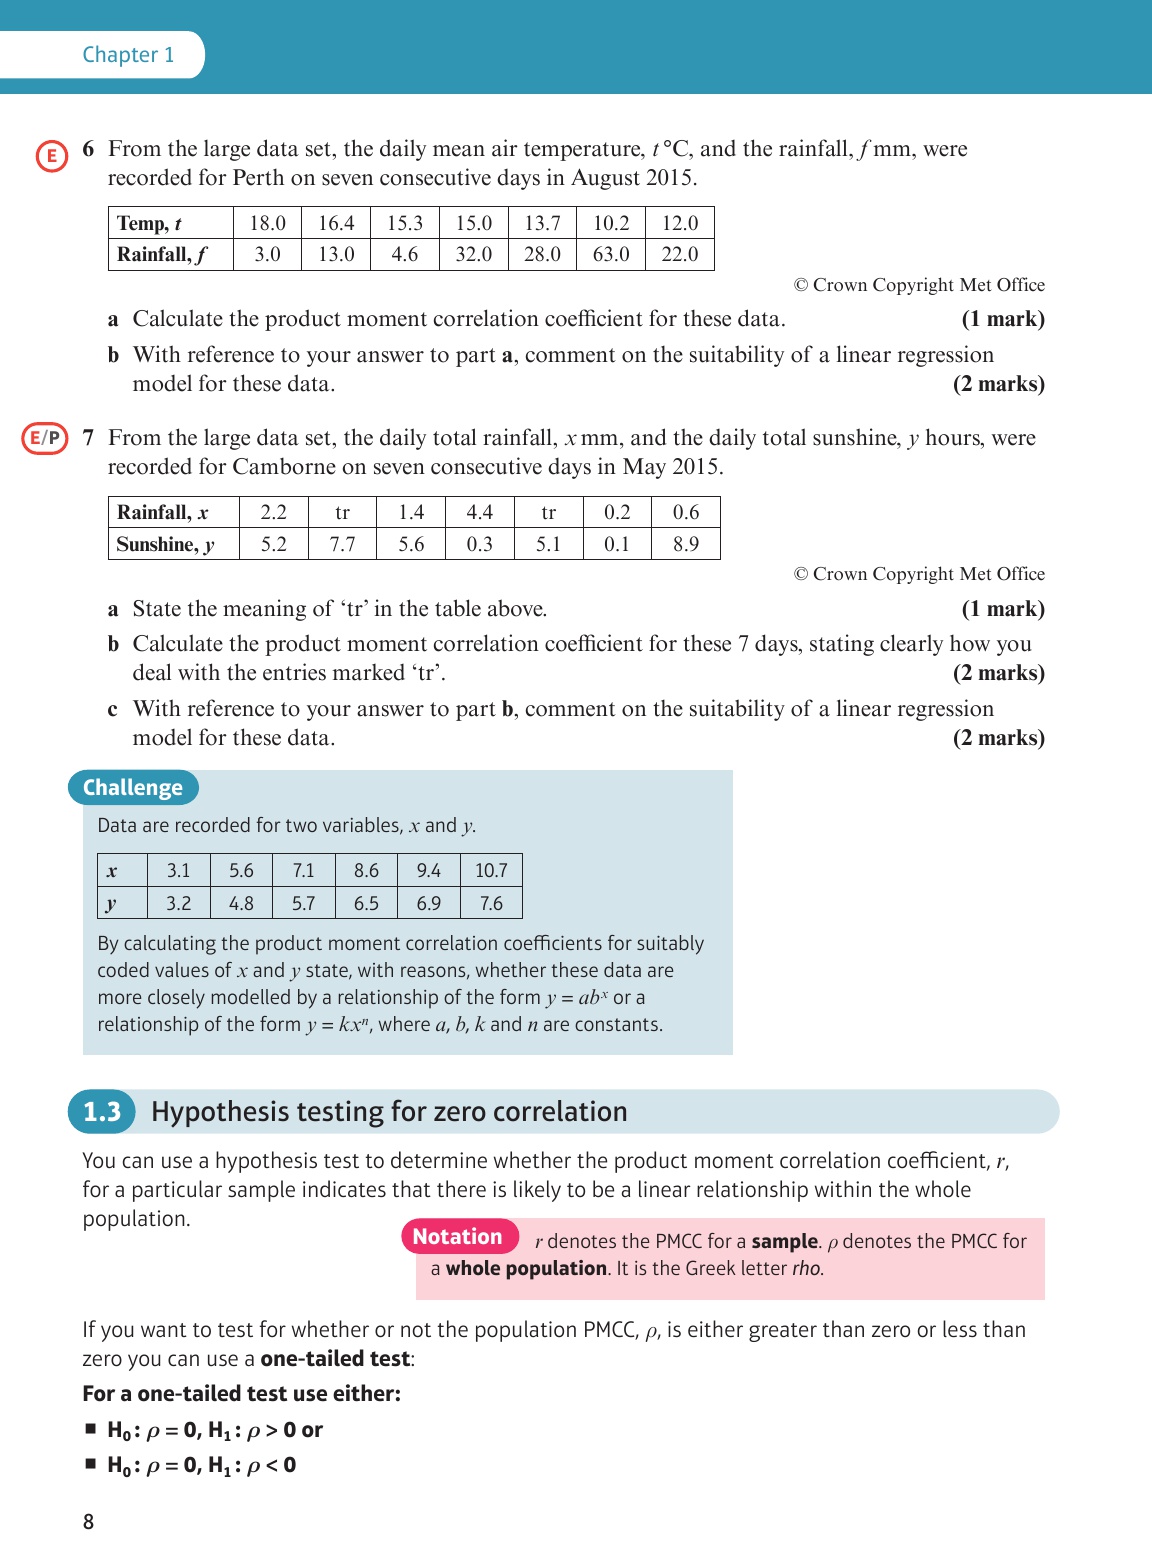 Chapter 1
E
6 From the large data set, the daily mean air temperature, t °C, and the rainfall, f mm, were
recorded for Perth on seven consecutive days in August 2015.
Temp, t 18.0 16.4 15.3 15.0 13.7 10.2 12.0
Rainfall, f 3.0 13.0 4.6 32.0 28.0 63.0 22.0
© Crown Copyright Met Office
a Calculate the product moment correlation coefficient for these data. (1 mark)
b With reference to your answer to part a, comment on the suitability of a linear regression
model for these data. (2 marks)
E/P
7 From the large data set, the daily total rainfall, x mm, and the daily total sunshine, y hours, were
recorded for Camborne on seven consecutive days in May 2015.
Rainfall, x 2.2 tr 1.4 4.4 tr 0.2 0.6
Sunshine, y 5.2 7.7 5.6 0.3 5.1 0.1 8.9
© Crown Copyright Met Office
a State the meaning of ‘tr’ in the table above. (1 mark)
b Calculate the product moment correlation coefficient for these 7 days, stating clearly how you
deal with the entries marked ‘tr’. (2 marks)
c With reference to your answer to part b, comment on the suitability of a linear regression
model for these data. (2 marks)
Challenge
Data are recorded for two variables, x and y.
x 3.1 5.6 7.1 8.6 9.4 10.7
y 3.2 4.8 5.7 6.5 6.9 7.6
By calculating the product moment correlation coefficients for suitably
coded values of x and y state, with reasons, whether these data are
more closely modelled by a relationship of the form y = abˣ or a
relationship of the form y = kxⁿ, where a, b, k and n are constants.
1.3 Hypothesis testing for zero correlation
You can use a hypothesis test to determine whether the product moment correlation coefficient, r,
for a particular sample indicates that there is likely to be a linear relationship within the whole
population.
Notation r denotes the PMCC for a sample. ρ denotes the PMCC for
a whole population. It is the Greek letter rho.
If you want to test for whether or not the population PMCC, ρ, is either greater than zero or less than
zero you can use a one-tailed test:
For a one-tailed test use either:
■ H₀ : ρ = 0, H₁ : ρ > 0 or
■ H₀ : ρ = 0, H₁ : ρ < 0
8